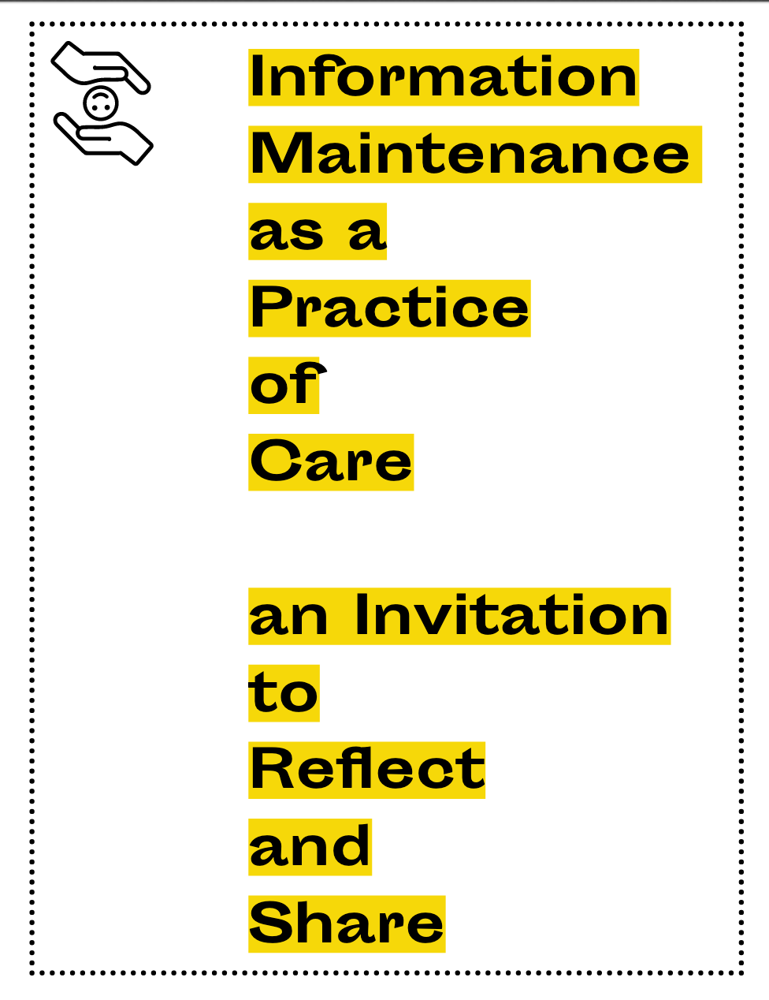 Information
Maintenance
as a
Practice
of
Care
an Invitation
to
Reflect
and
Share